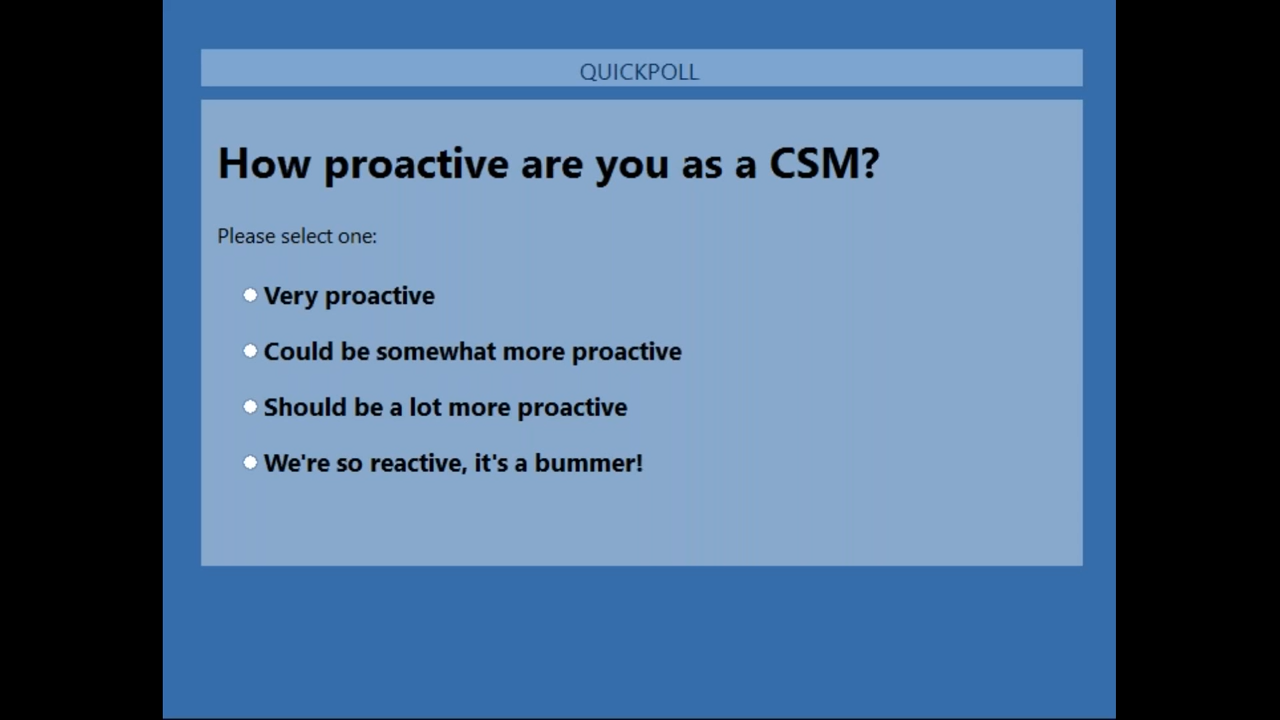 QUICKPOLL
How proactive are you as a CSM?
Please select one:
Very proactive
Could be somewhat more proactive
Should be a lot more proactive
We're so reactive, it's a bummer!